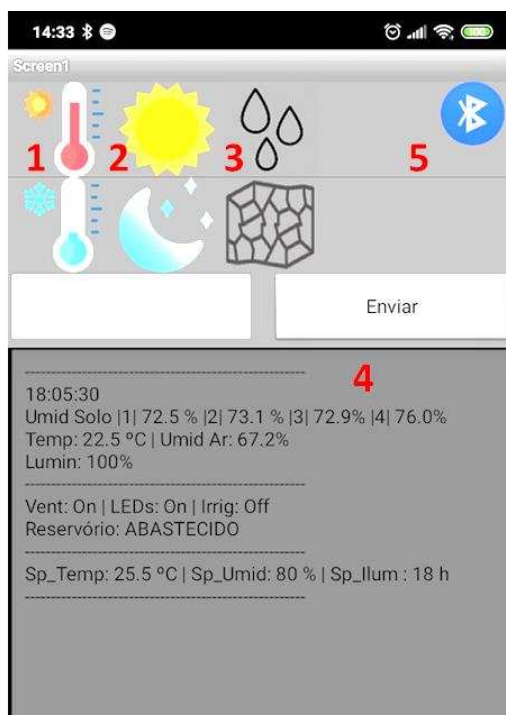 14:33
100
Screen1
1 2 3 5
Enviar
4
----------------------------------------
18:05:30
Umid Solo |1| 72.5 % |2| 73.1 % |3| 72.9% |4| 76.0%
Temp: 22.5 ºC | Umid Ar: 67.2%
Lumin: 100%
----------------------------------------
Vent: On | LEDs: On | Irrig: Off
Reservório: ABASTECIDO
----------------------------------------
Sp_Temp: 25.5 ºC | Sp_Umid: 80 % | Sp_Ilum : 18 h
----------------------------------------